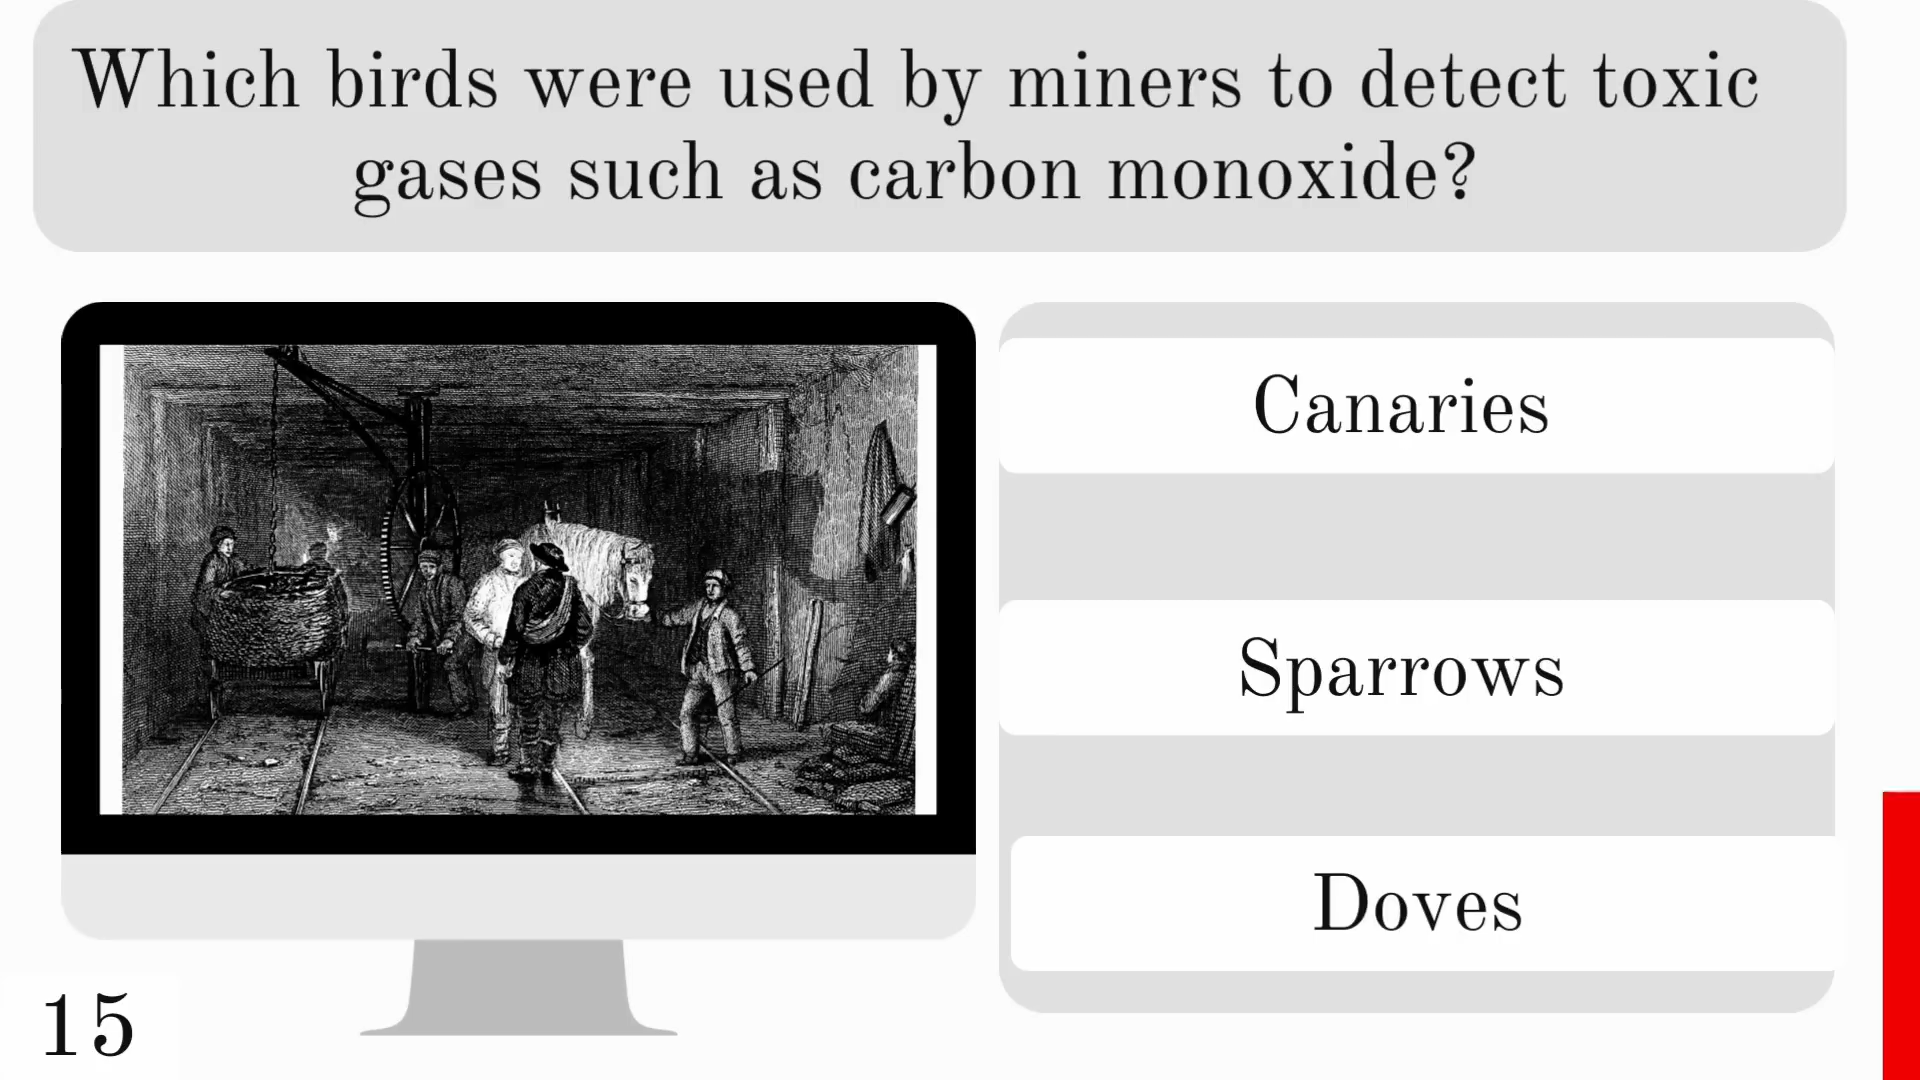 Which birds were used by miners to detect toxic
gases such as carbon monoxide?
Canaries
Sparrows
Doves
15